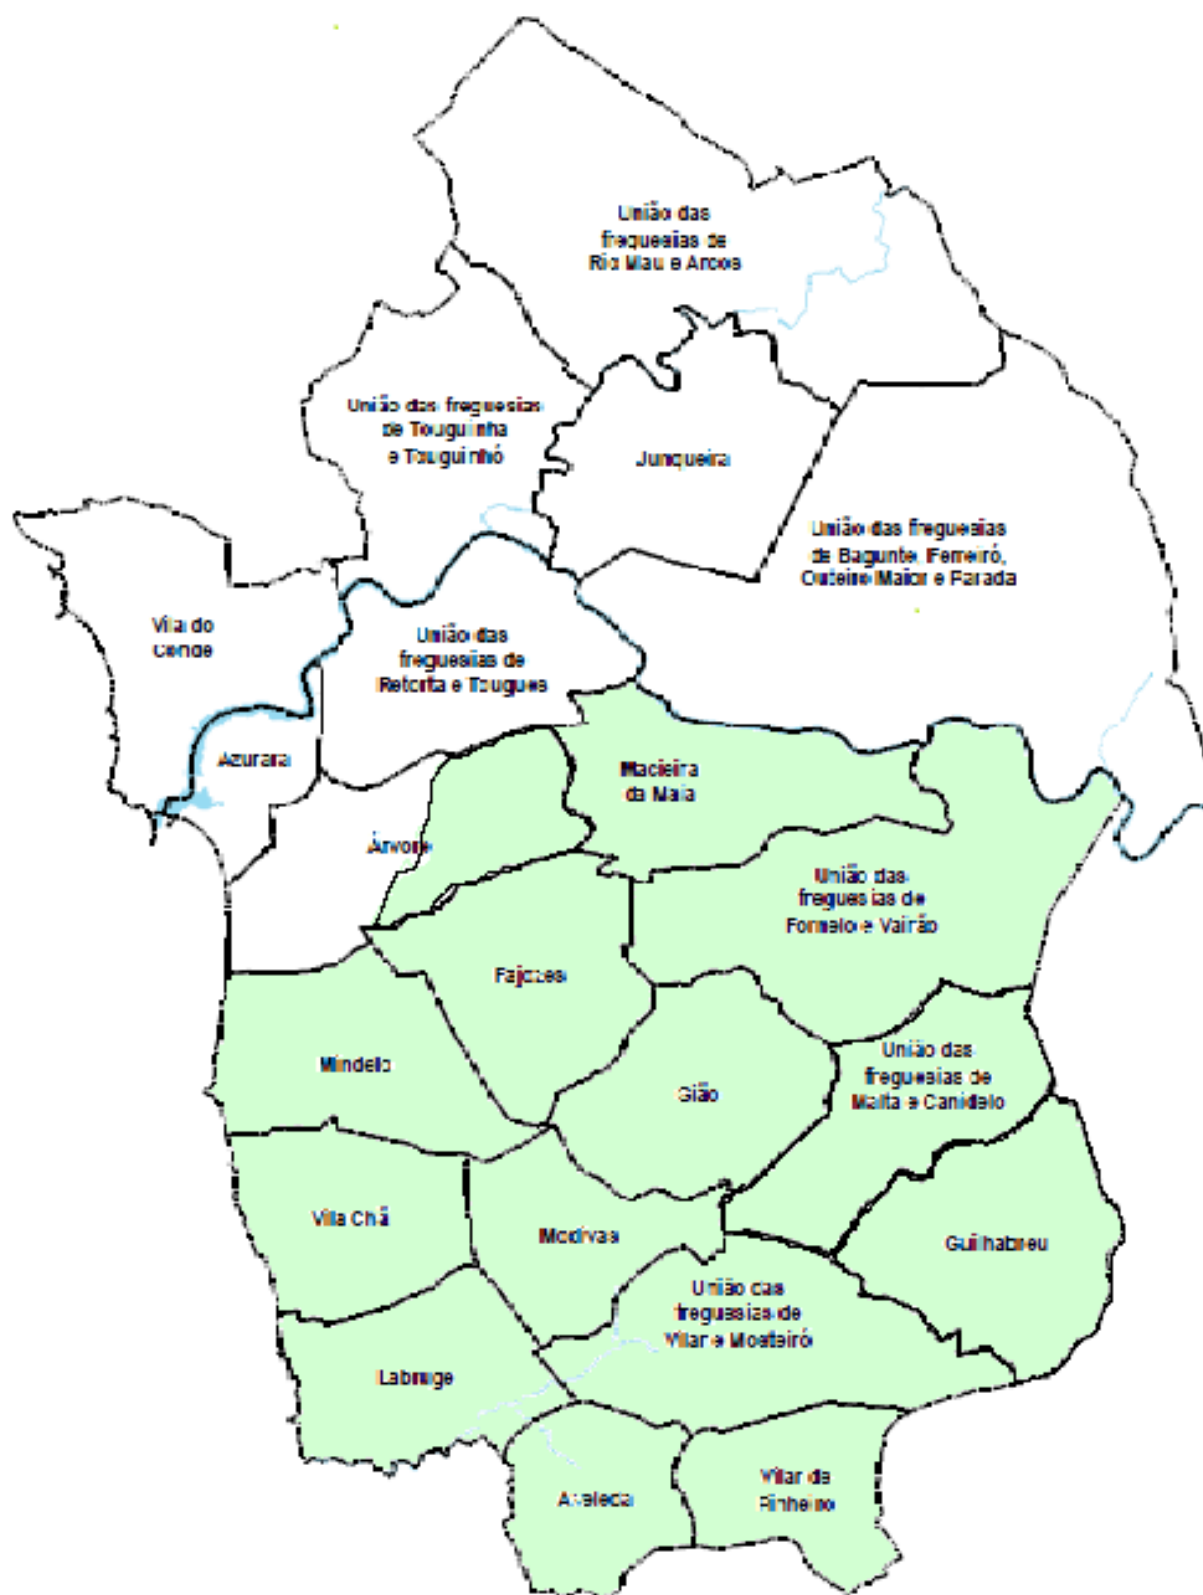 União das
freguesias de
Rio Mau e Arcos
União das freguesias
de Touguinha
e Touguinhó
Junqueira
União das freguesias
de Bagunte, Ferreiró,
Outeiro Maior e Parada
Vila do
Conde
União das
freguesias de
Retorta e Tougues
Azurara
Macieira
da Maia
Árvore
União das
freguesias de
Fornelo e Vairão
Fajozes
Mindelo
Gião
União das
freguesias de
Malta e Canidelo
Vila Chã
Modivas
Guilhabreu
União das
freguesias de
Vilar e Mosteiró
Labruge
Aveleda
Vilar de
Pinheiro